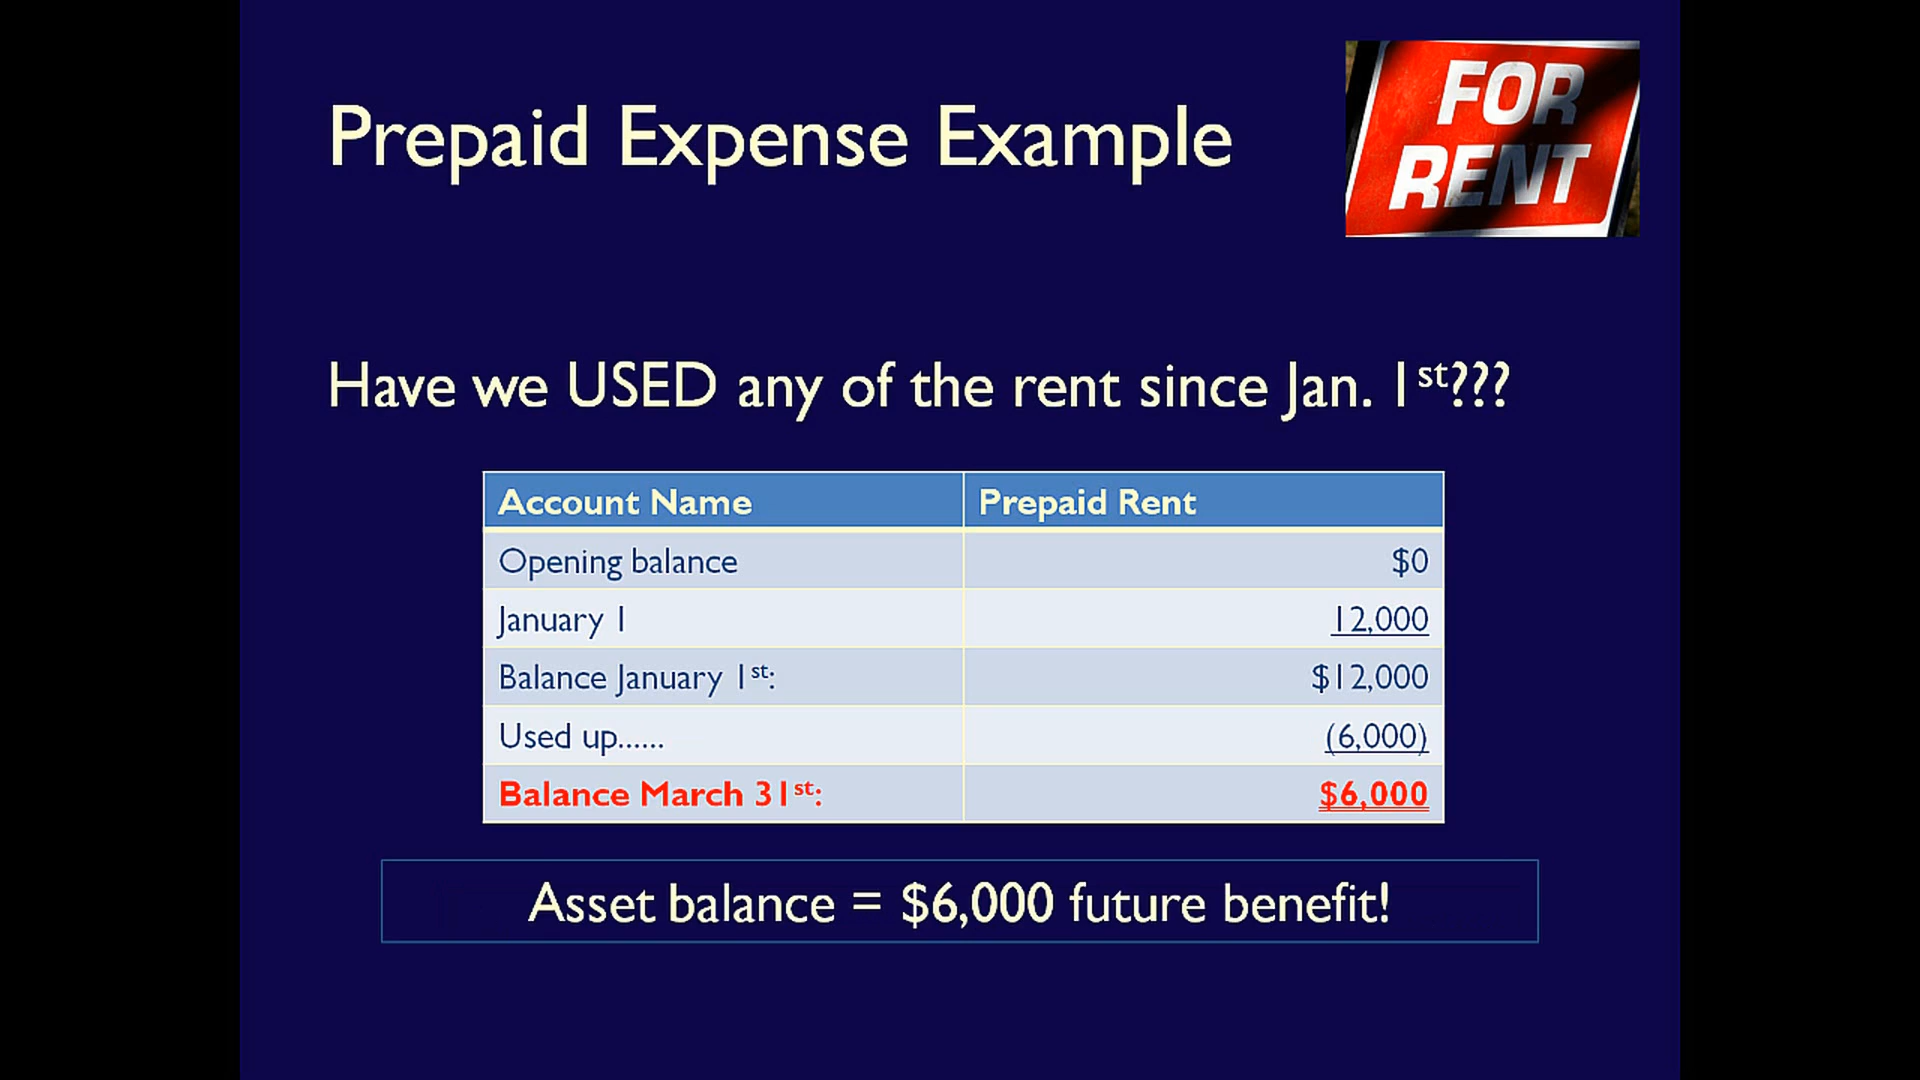 Prepaid Expense Example
FOR
RENT
Have we USED any of the rent since Jan. 1st???
Account Name Prepaid Rent
Opening balance $0
January 1 12,000
Balance January 1st: $12,000
Used up...... (6,000)
Balance March 31st: $6,000
Asset balance = $6,000 future benefit!